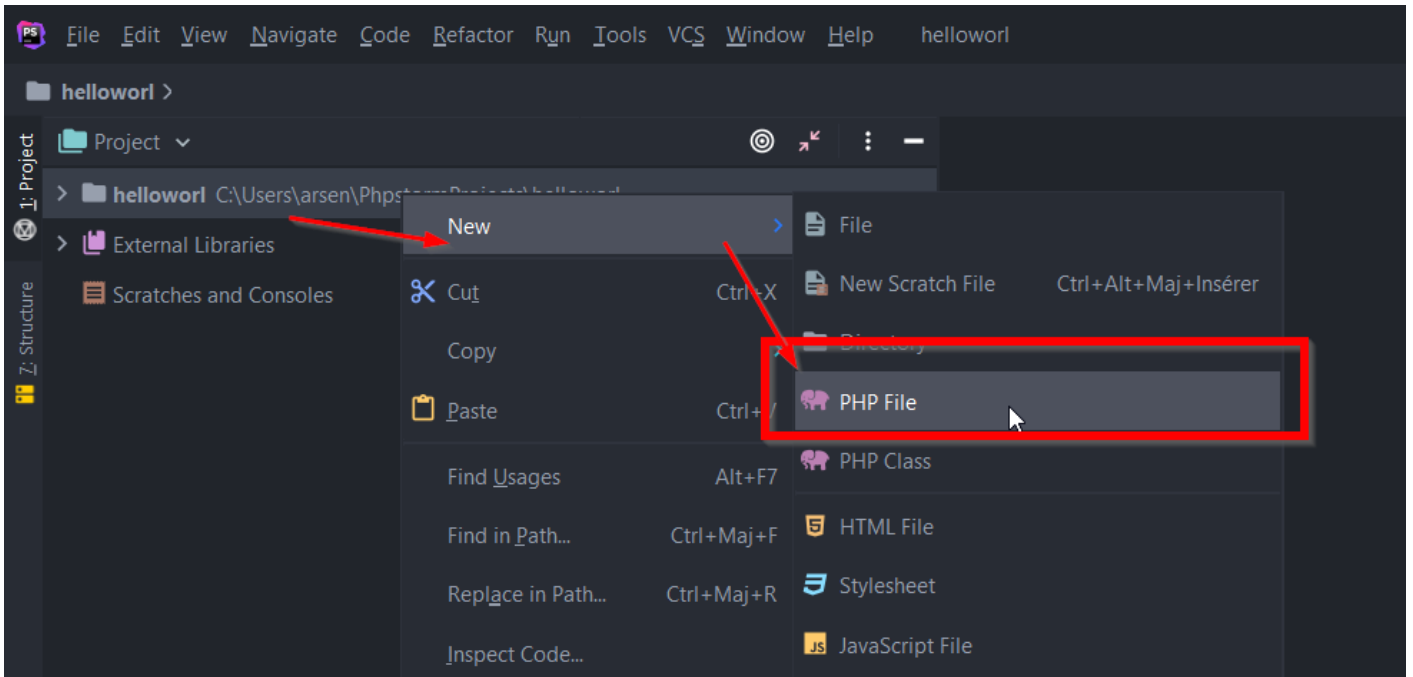 PS File Edit View Navigate Code Refactor Run Tools VCS Window Help helloworl
helloworl
1: Project
Project
helloworl C:\Users\arsen\PhpstormProjects\helloworl
External Libraries
Scratches and Consoles
7: Structure
New
Cut Ctrl+X
Copy
Paste Ctrl+V
Find Usages Alt+F7
Find in Path... Ctrl+Maj+F
Replace in Path... Ctrl+Maj+R
Inspect Code...
File
New Scratch File Ctrl+Alt+Maj+Insérer
Directory
PHP File
PHP Class
5 HTML File
Stylesheet
JS JavaScript File